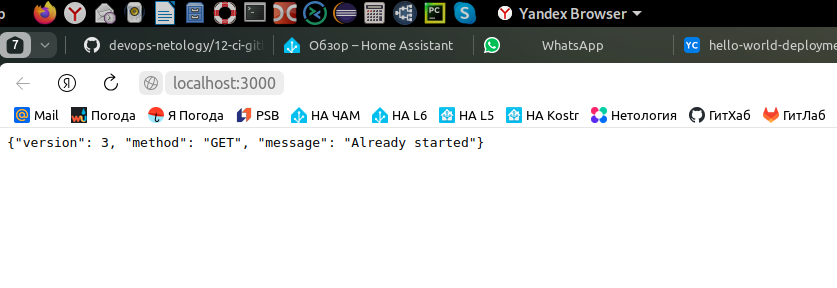 Yandex Browser
7 devops-netology/12-ci-gitl Обзор – Home Assistant WhatsApp YC hello-world-deployme
localhost:3000
Mail Погода Я Погода PSB НА ЧАМ НА L6 НА L5 НА Kostr Нетология ГитХаб ГитЛаб
{"version": 3, "method": "GET", "message": "Already started"}